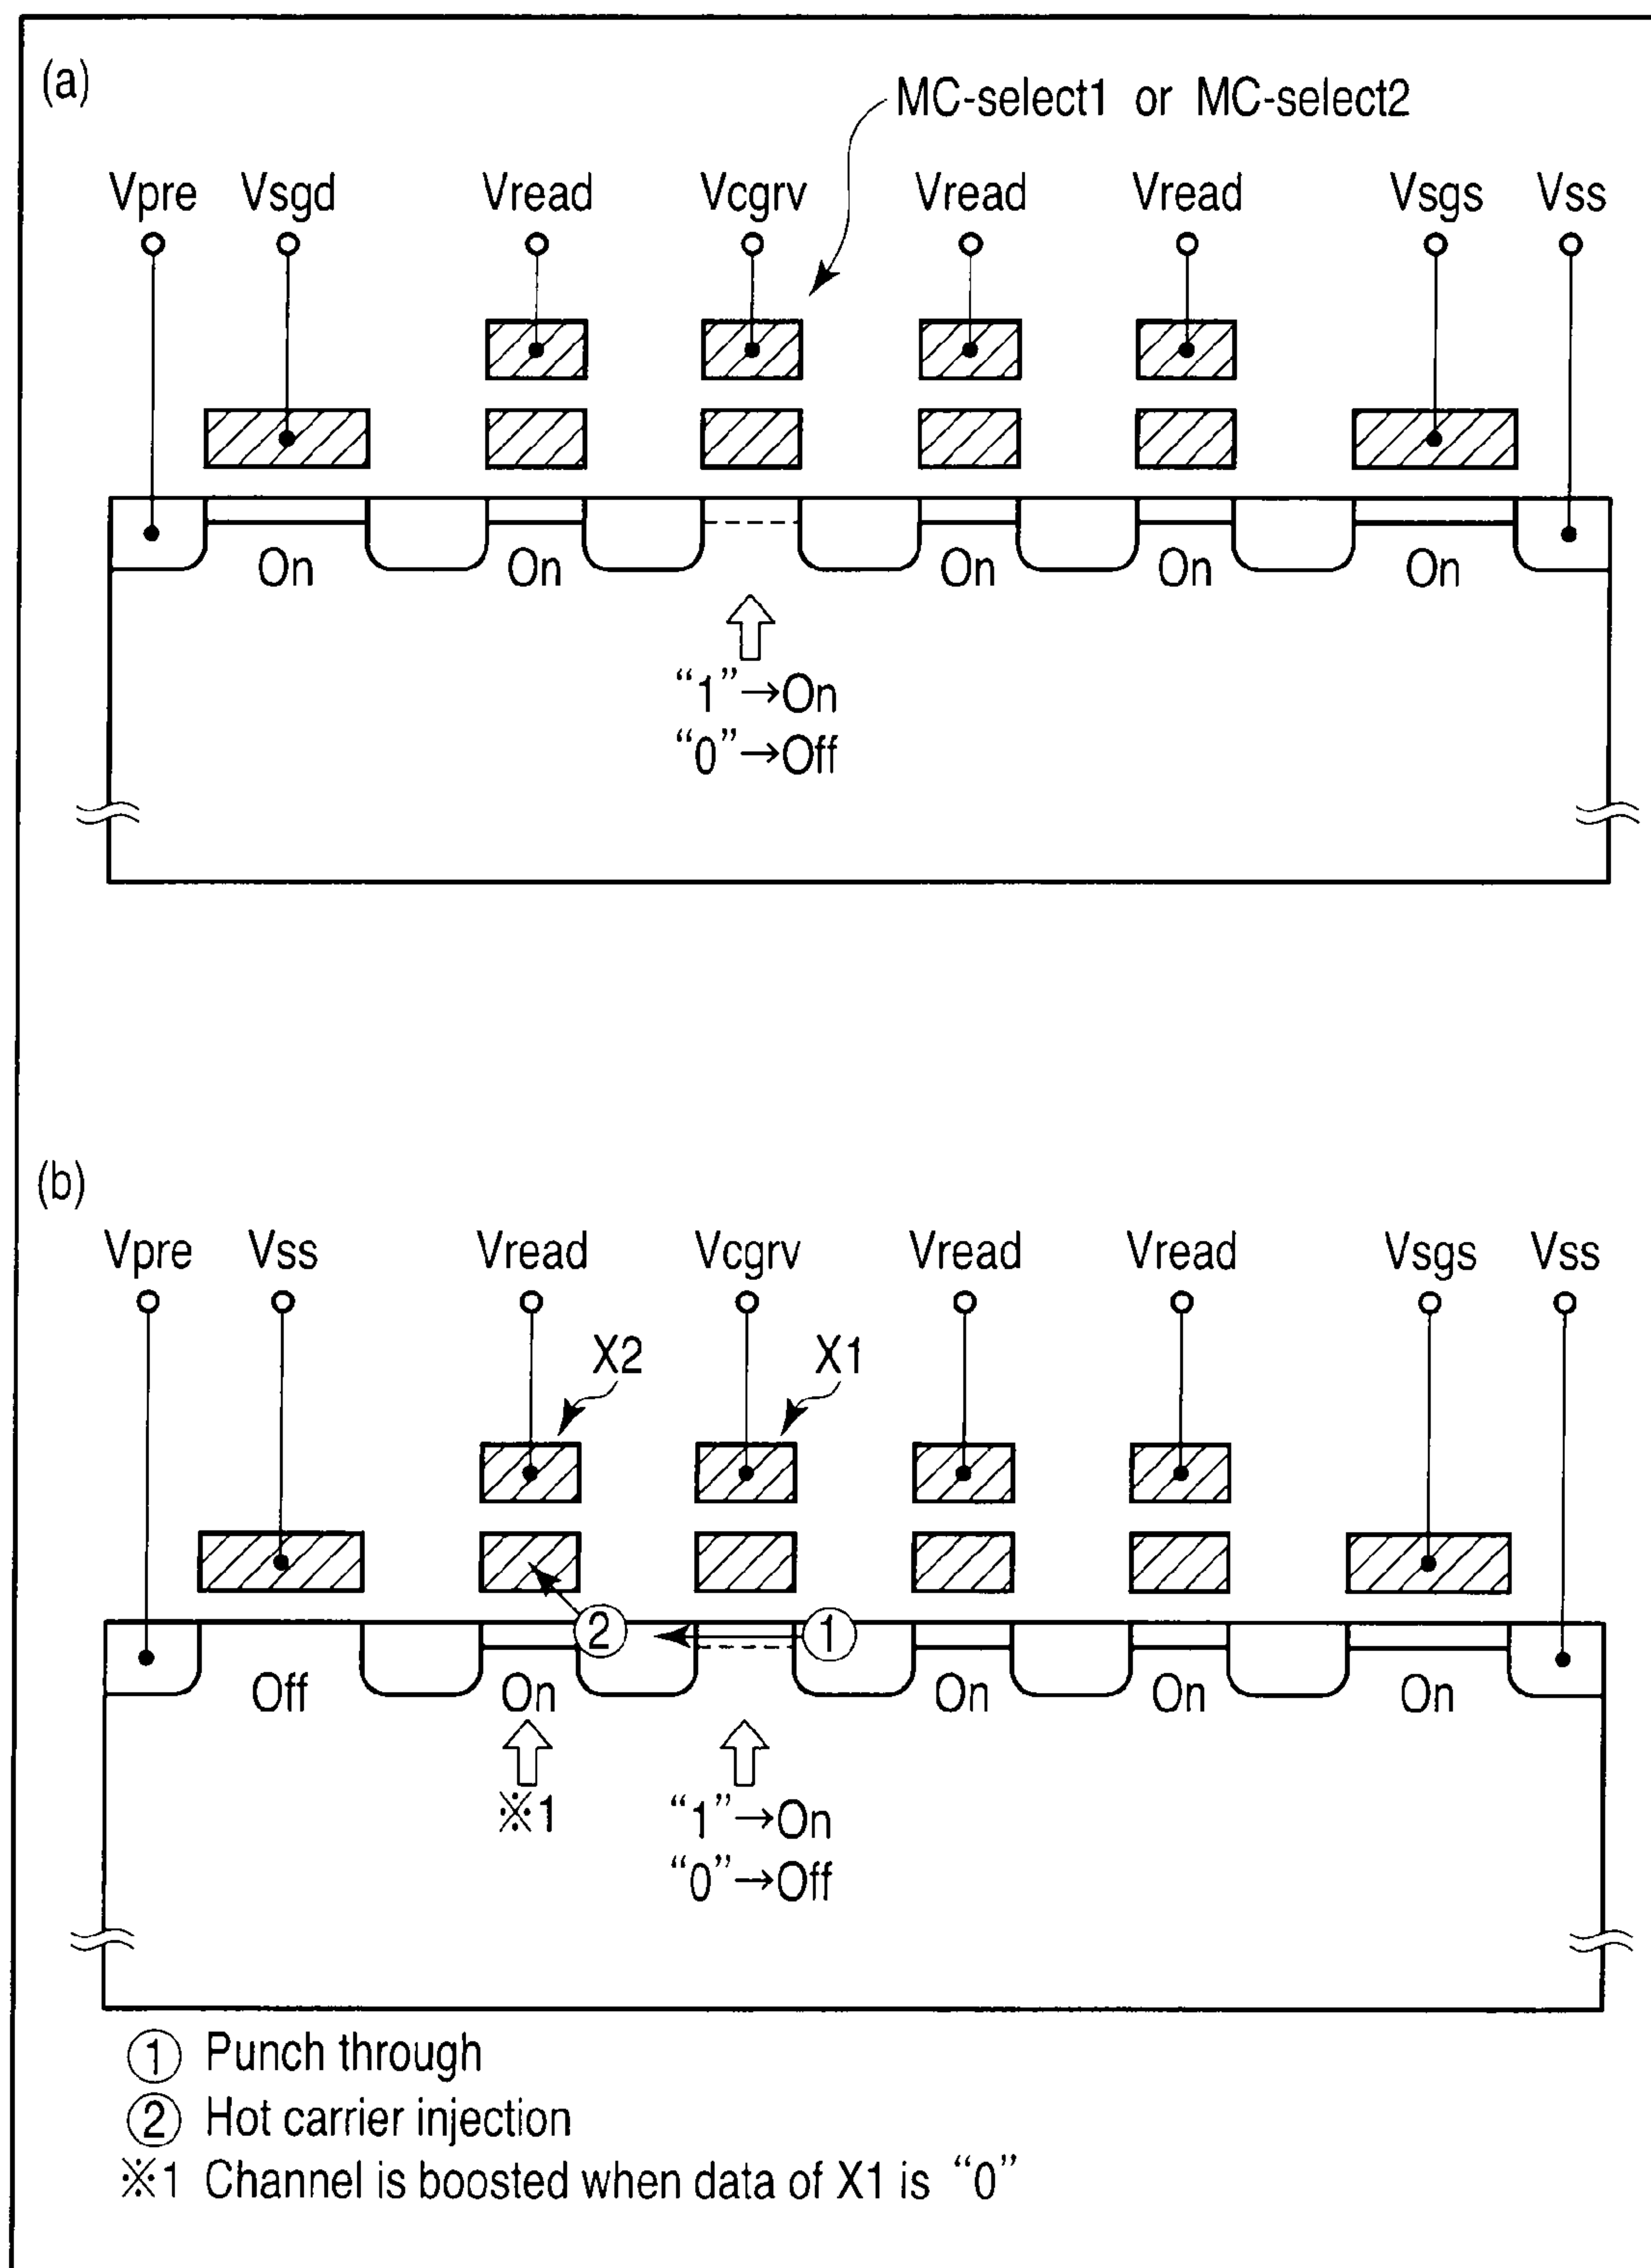 (a)
MC-select1 or MC-select2
Vpre Vsgd Vread Vcgrv Vread Vread Vsgs Vss
On On On On On
“1”→On
“0”→Off
(b)
Vpre Vss Vread Vcgrv Vread Vread Vsgs Vss
X2 X1
② ①
Off On On On On
※1 “1”→On
“0”→Off
① Punch through
② Hot carrier injection
※1 Channel is boosted when data of X1 is “0”